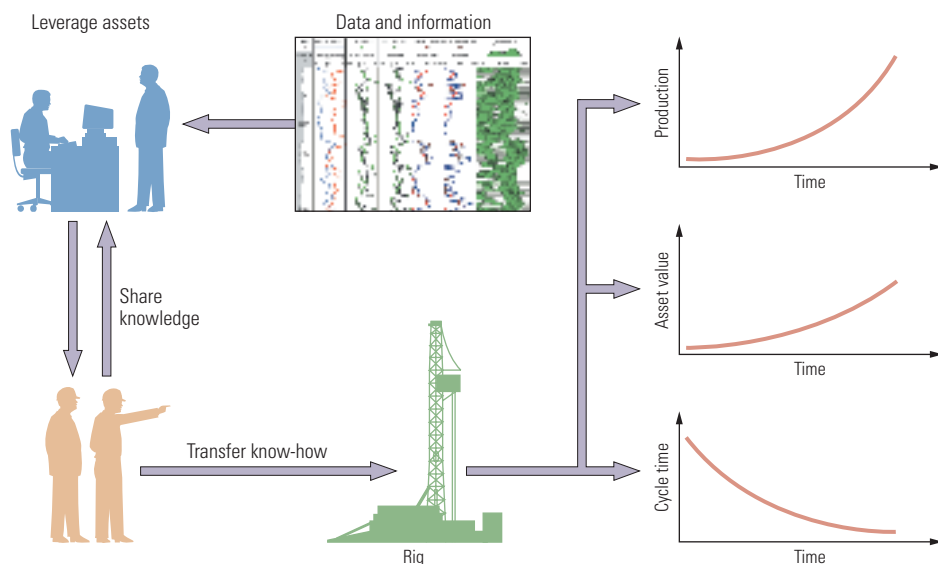 Leverage assets
Data and information
Production
Time
Share
knowledge
Asset value
Time
Transfer know-how
Rig
Cycle time
Time